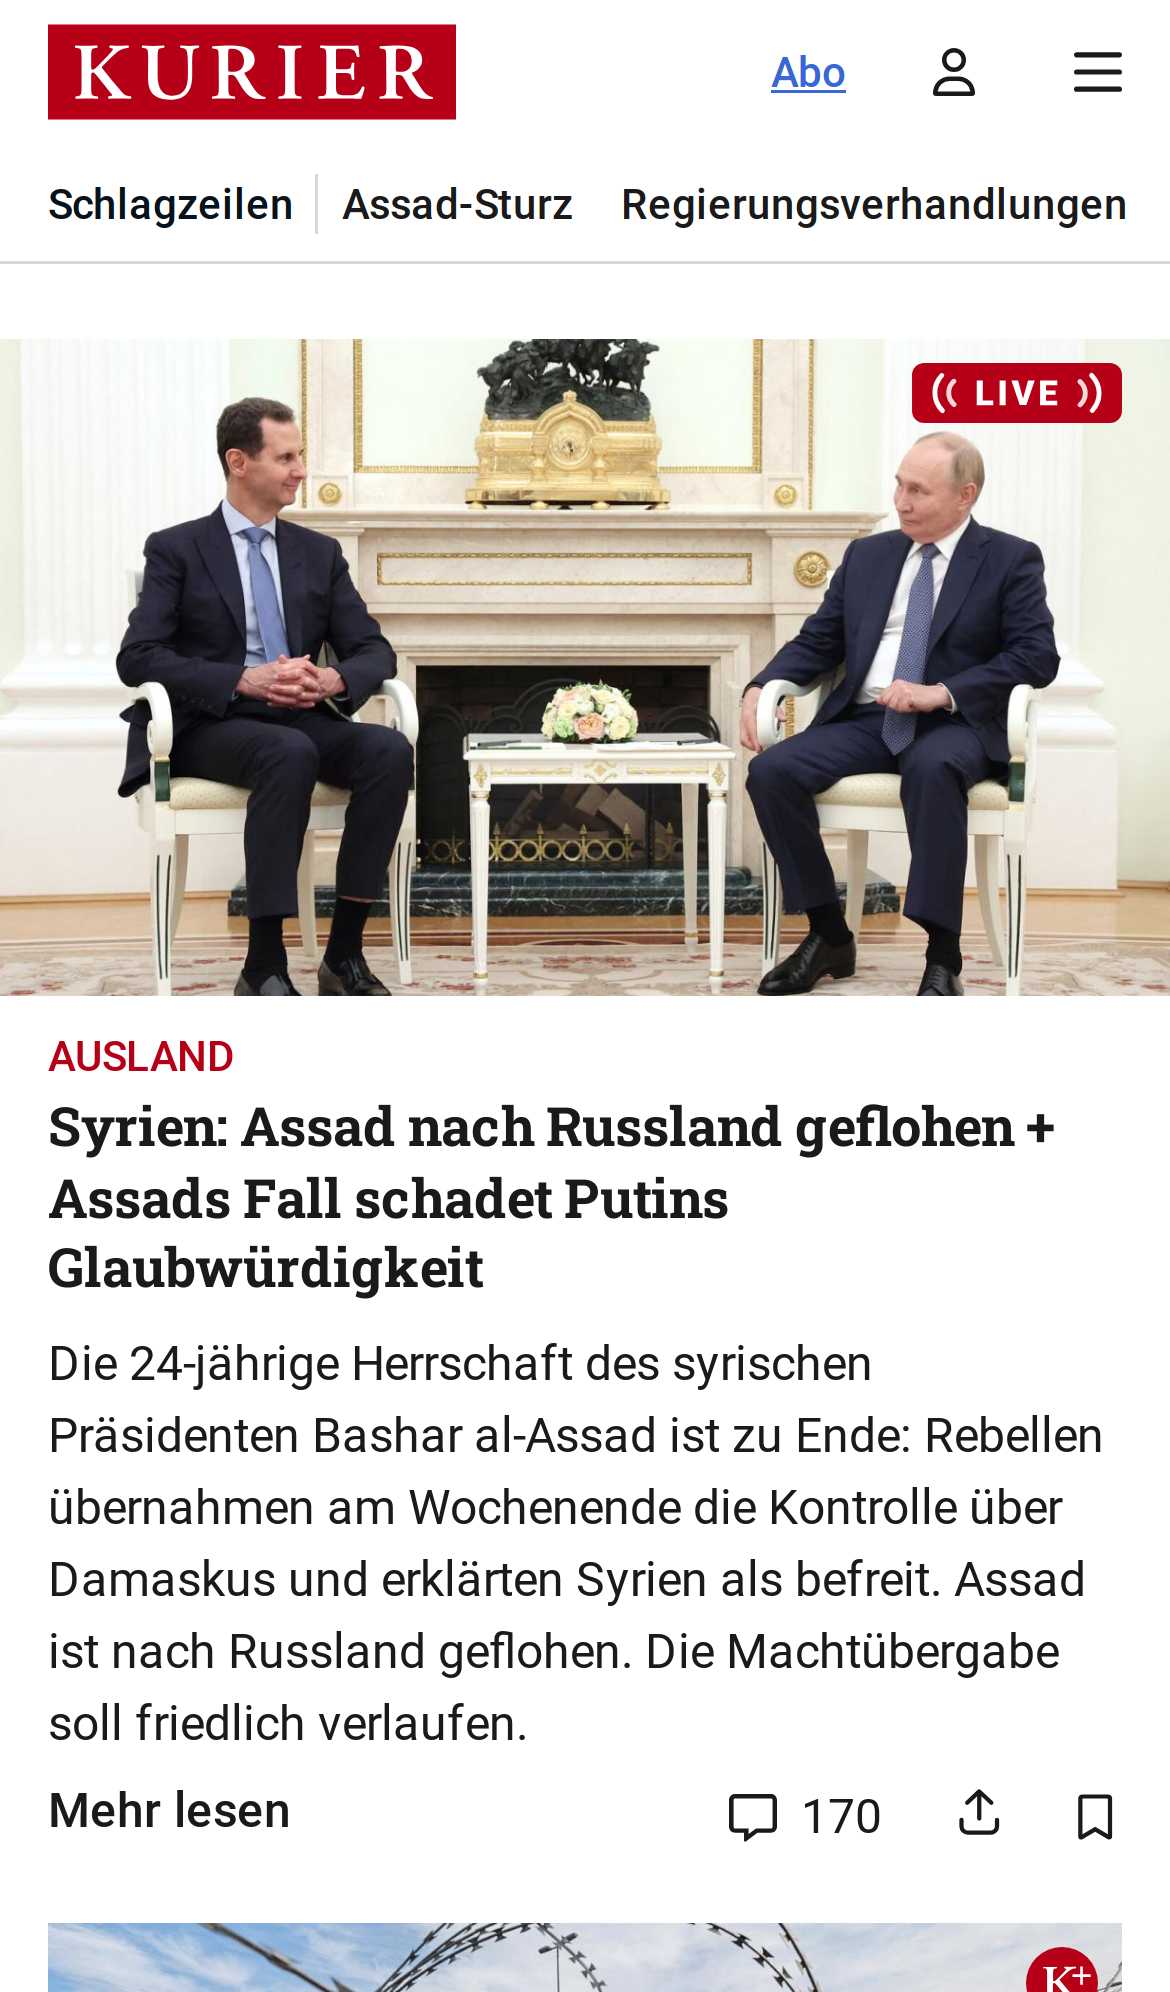 KURIER
Abo
Schlagzeilen
Assad-Sturz
Regierungsverhandlungen
LIVE
AUSLAND
Syrien: Assad nach Russland geflohen +
Assads Fall schadet Putins
Glaubwürdigkeit
Die 24-jährige Herrschaft des syrischen
Präsidenten Bashar al-Assad ist zu Ende: Rebellen
übernahmen am Wochenende die Kontrolle über
Damaskus und erklärten Syrien als befreit. Assad
ist nach Russland geflohen. Die Machtübergabe
soll friedlich verlaufen.
Mehr lesen
170
K+